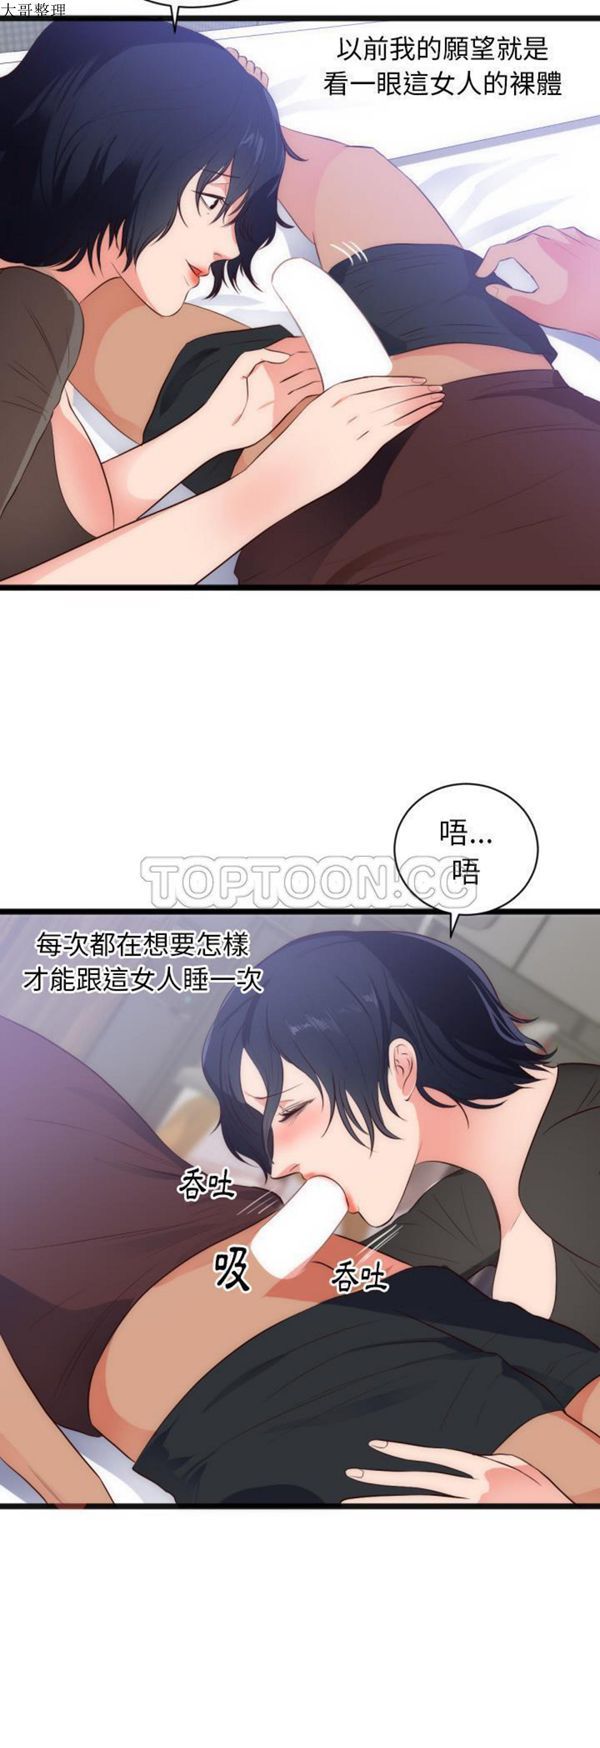 大哥整理
以前我的願望就是
看一眼這女人的裸體
唔...
唔
TOPTOON.CC
每次都在想要怎樣
才能跟這女人睡一次
吞吐
吸
吞吐